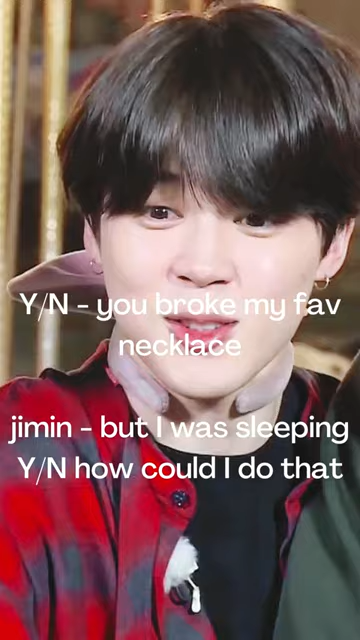 Y/N - you broke my fav
necklace
jimin - but I was sleeping
Y/N how could I do that